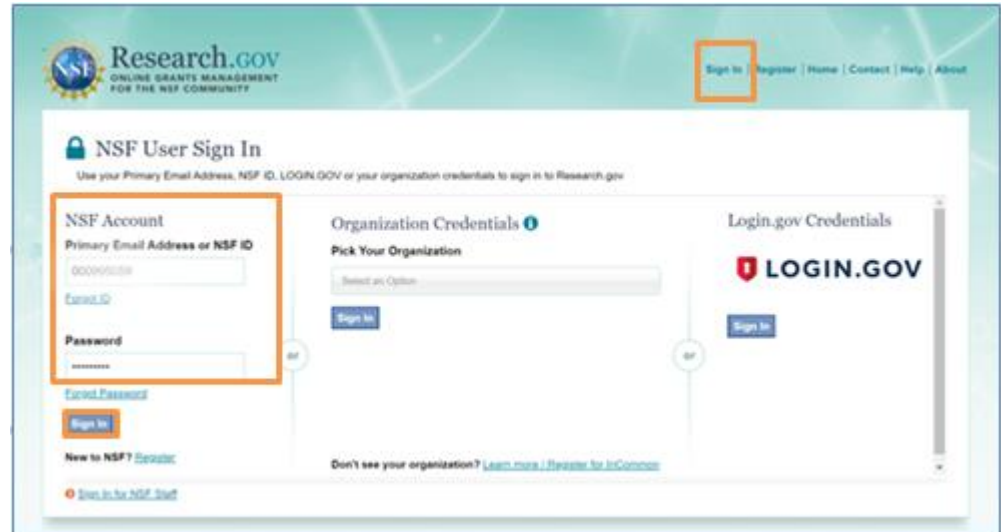 NSF
Research.gov
ONLINE GRANTS MANAGEMENT
FOR THE NSF COMMUNITY
Sign In | Register | Home | Contact | Help | About
NSF User Sign In
Use your Primary Email Address, NSF ID, LOGIN.GOV or your organization credentials to sign in to Research.gov
NSF Account
Primary Email Address or NSF ID
Forgot ID
Password
Forgot Password
Sign In
New to NSF? Register
Sign In for NSF Staff
or
Organization Credentials
Pick Your Organization
Select an Option
Sign In
Don't see your organization? Learn more / Register for InCommon
or
Login.gov Credentials
LOGIN.GOV
Sign In